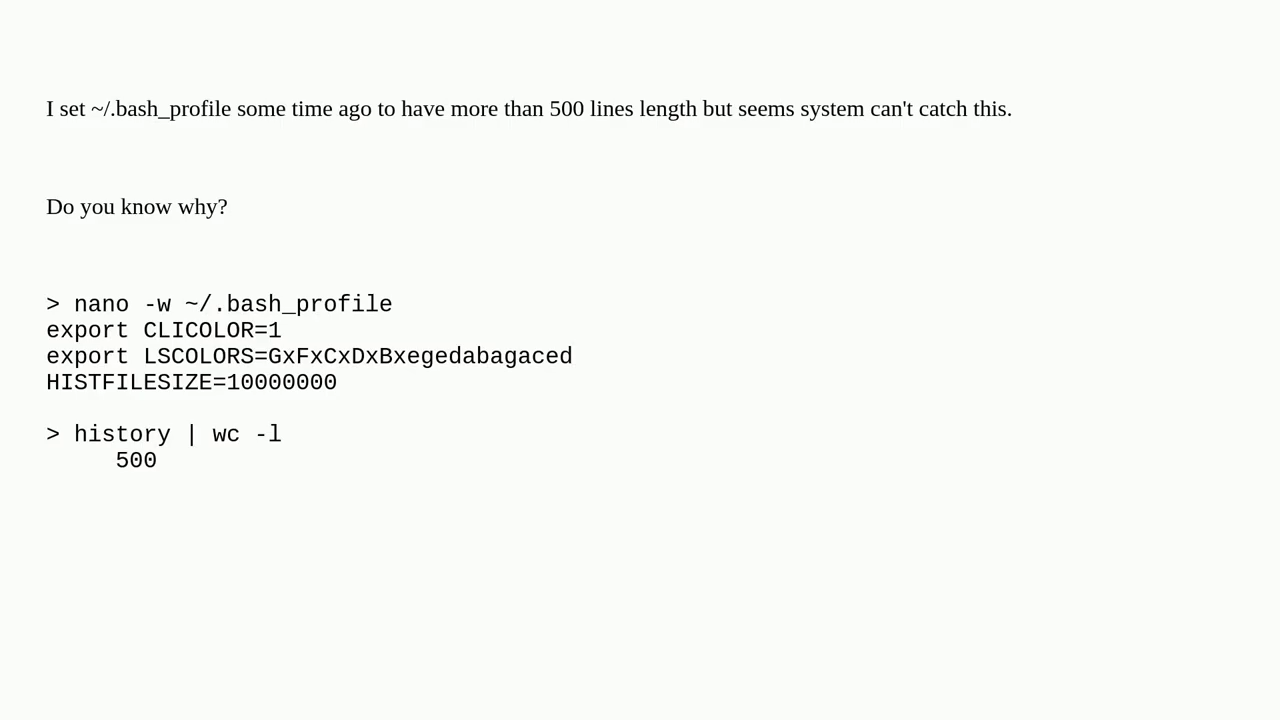 I set ~/.bash_profile some time ago to have more than 500 lines length but seems system can't catch this.
Do you know why?
> nano -w ~/.bash_profile
export CLICOLOR=1
export LSCOLORS=GxFxCxDxBxegedabagaced
HISTFILESIZE=10000000
> history | wc -l
500